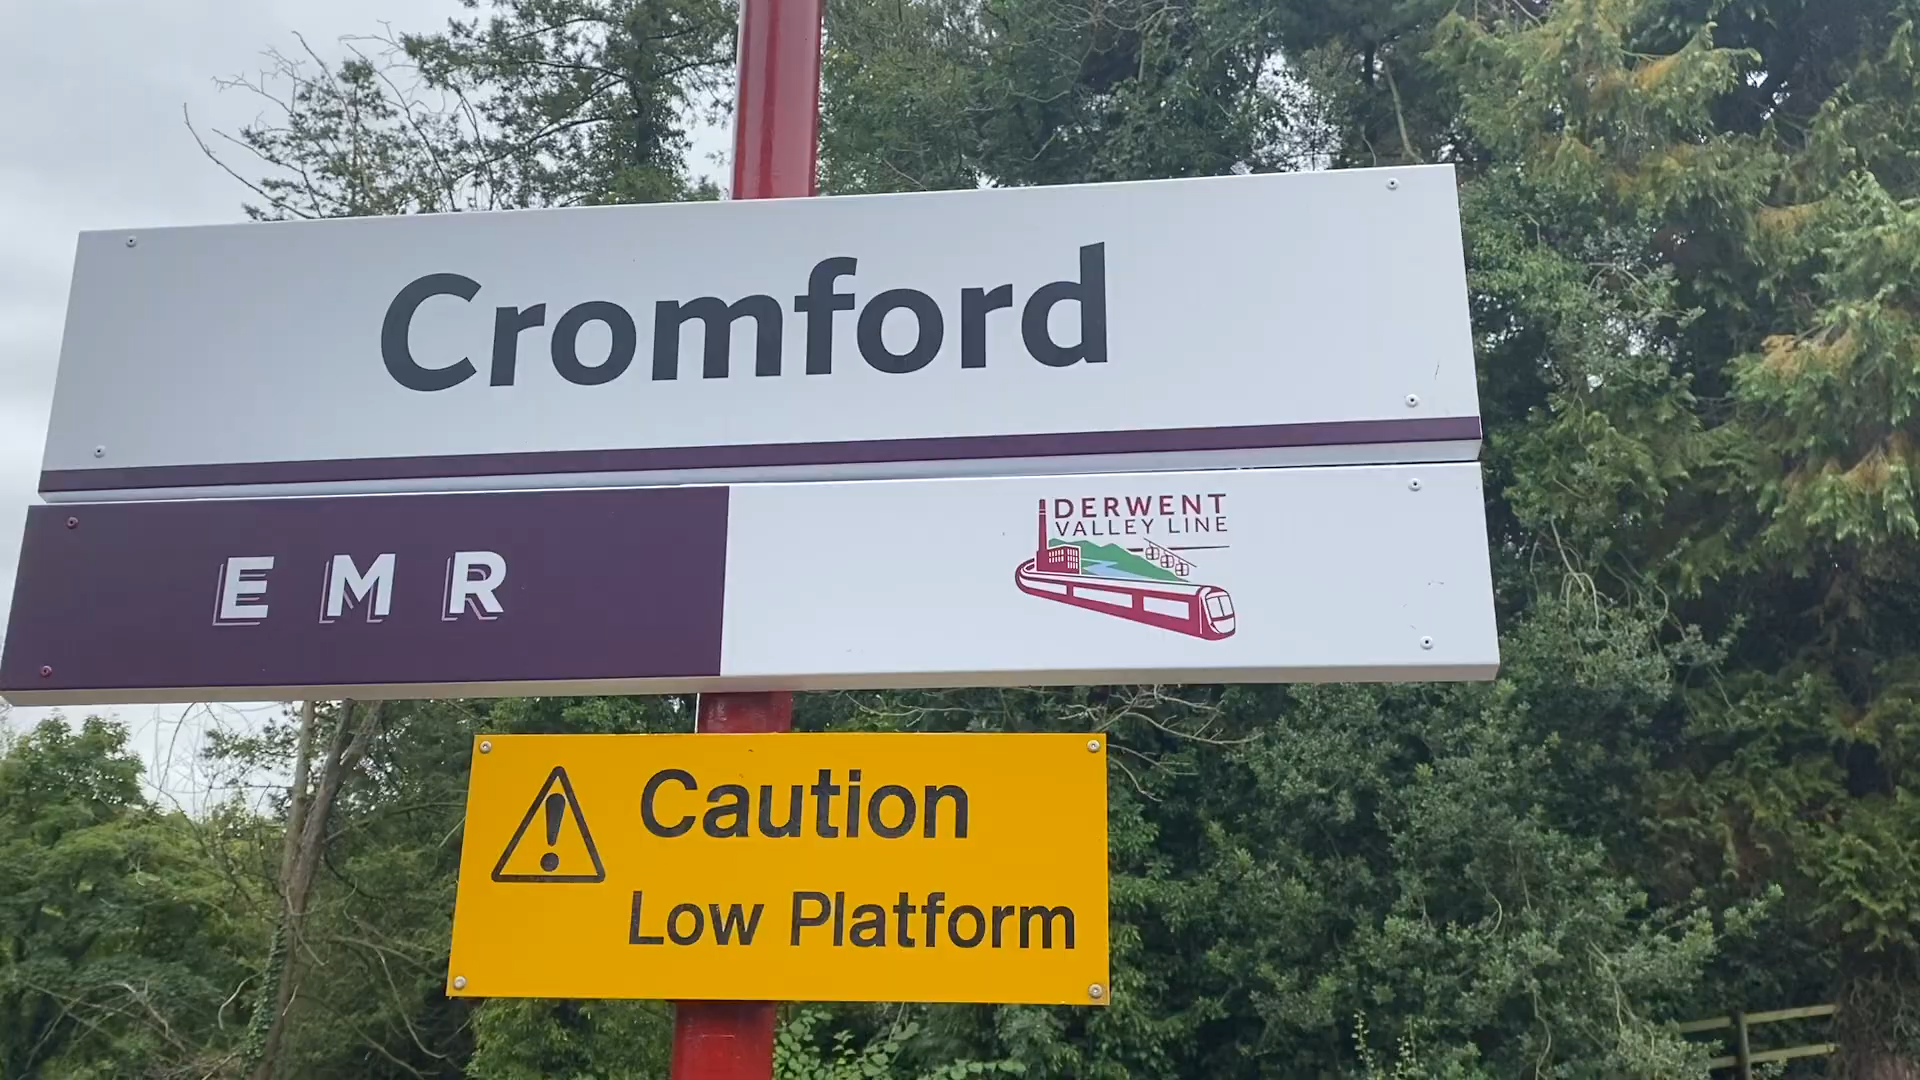 Cromford
EMR
DERWENT
VALLEY LINE
Caution
Low Platform